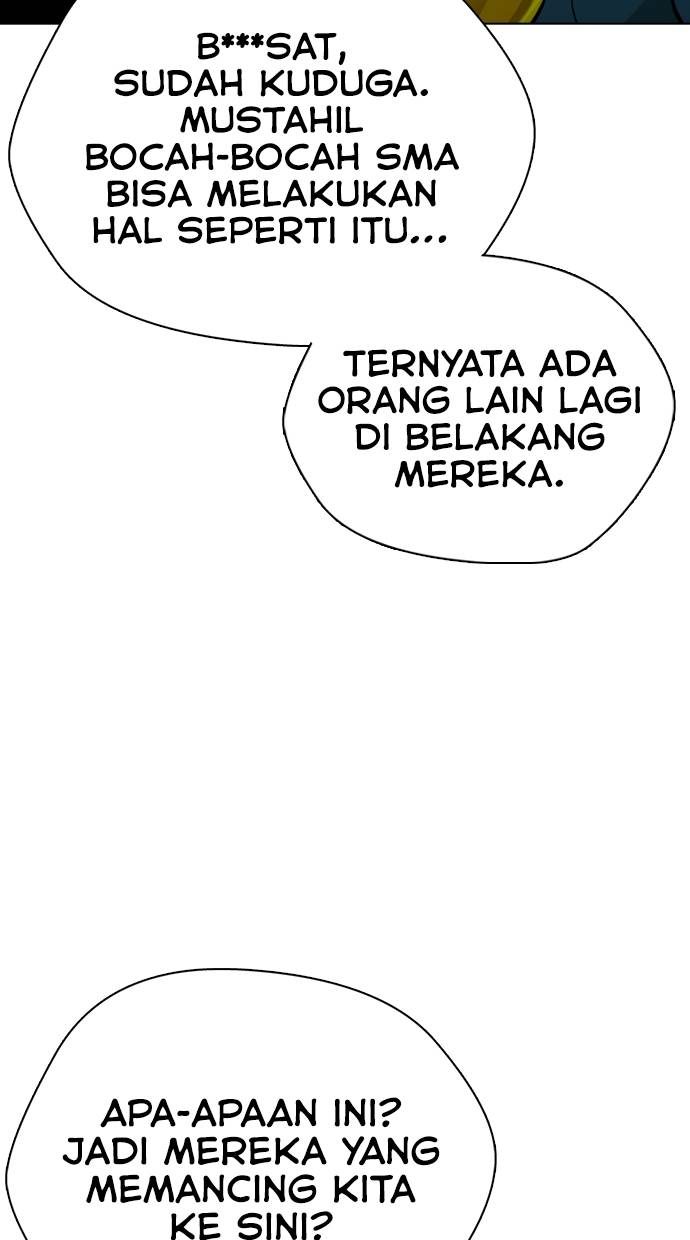 B***SAT,
SUDAH KUDUGA.
MUSTAHIL
BOCAH-BOCAH SMA
BISA MELAKUKAN
HAL SEPERTI ITU...
TERNYATA ADA
ORANG LAIN LAGI
DI BELAKANG
MEREKA.
APA-APAAN INI?
JADI MEREKA YANG
MEMANCING KITA
KE SINI?